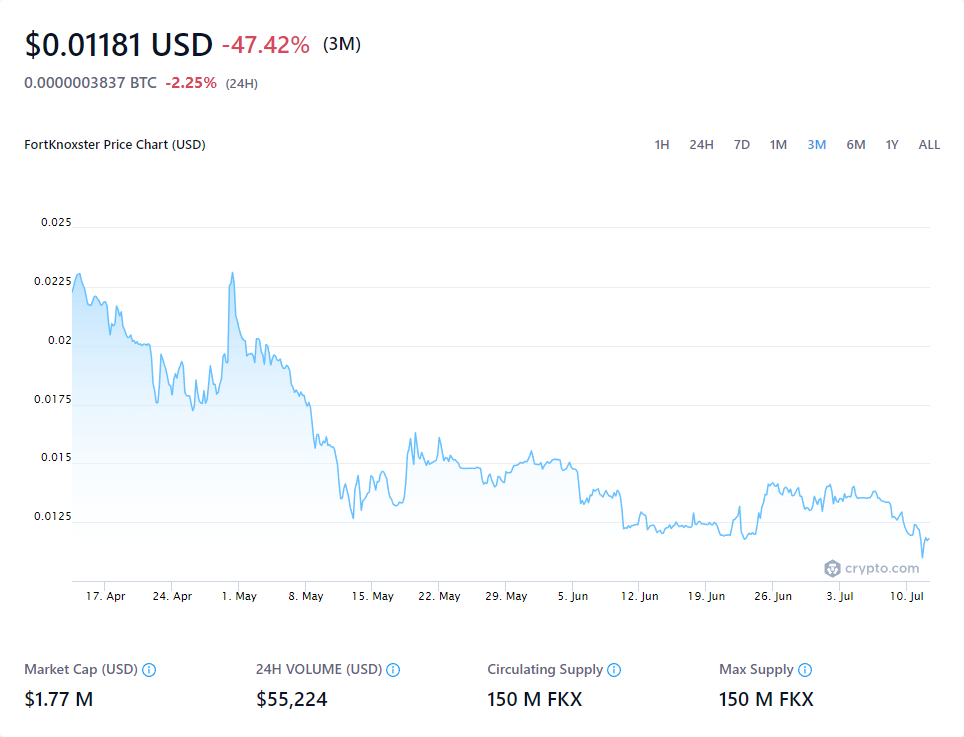 $0.01181 USD -47.42% (3M)
0.0000003837 BTC -2.25% (24H)
FortKnoxster Price Chart (USD) 1H 24H 7D 1M 3M 6M 1Y ALL
0.025
0.0225
0.02
0.0175
0.015
0.0125
crypto.com
17. Apr 24. Apr 1. May 8. May 15. May 22. May 29. May 5. Jun 12. Jun 19. Jun 26. Jun 3. Jul 10. Jul
Market Cap (USD) 24H VOLUME (USD) Circulating Supply Max Supply
$1.77 M $55,224 150 M FKX 150 M FKX